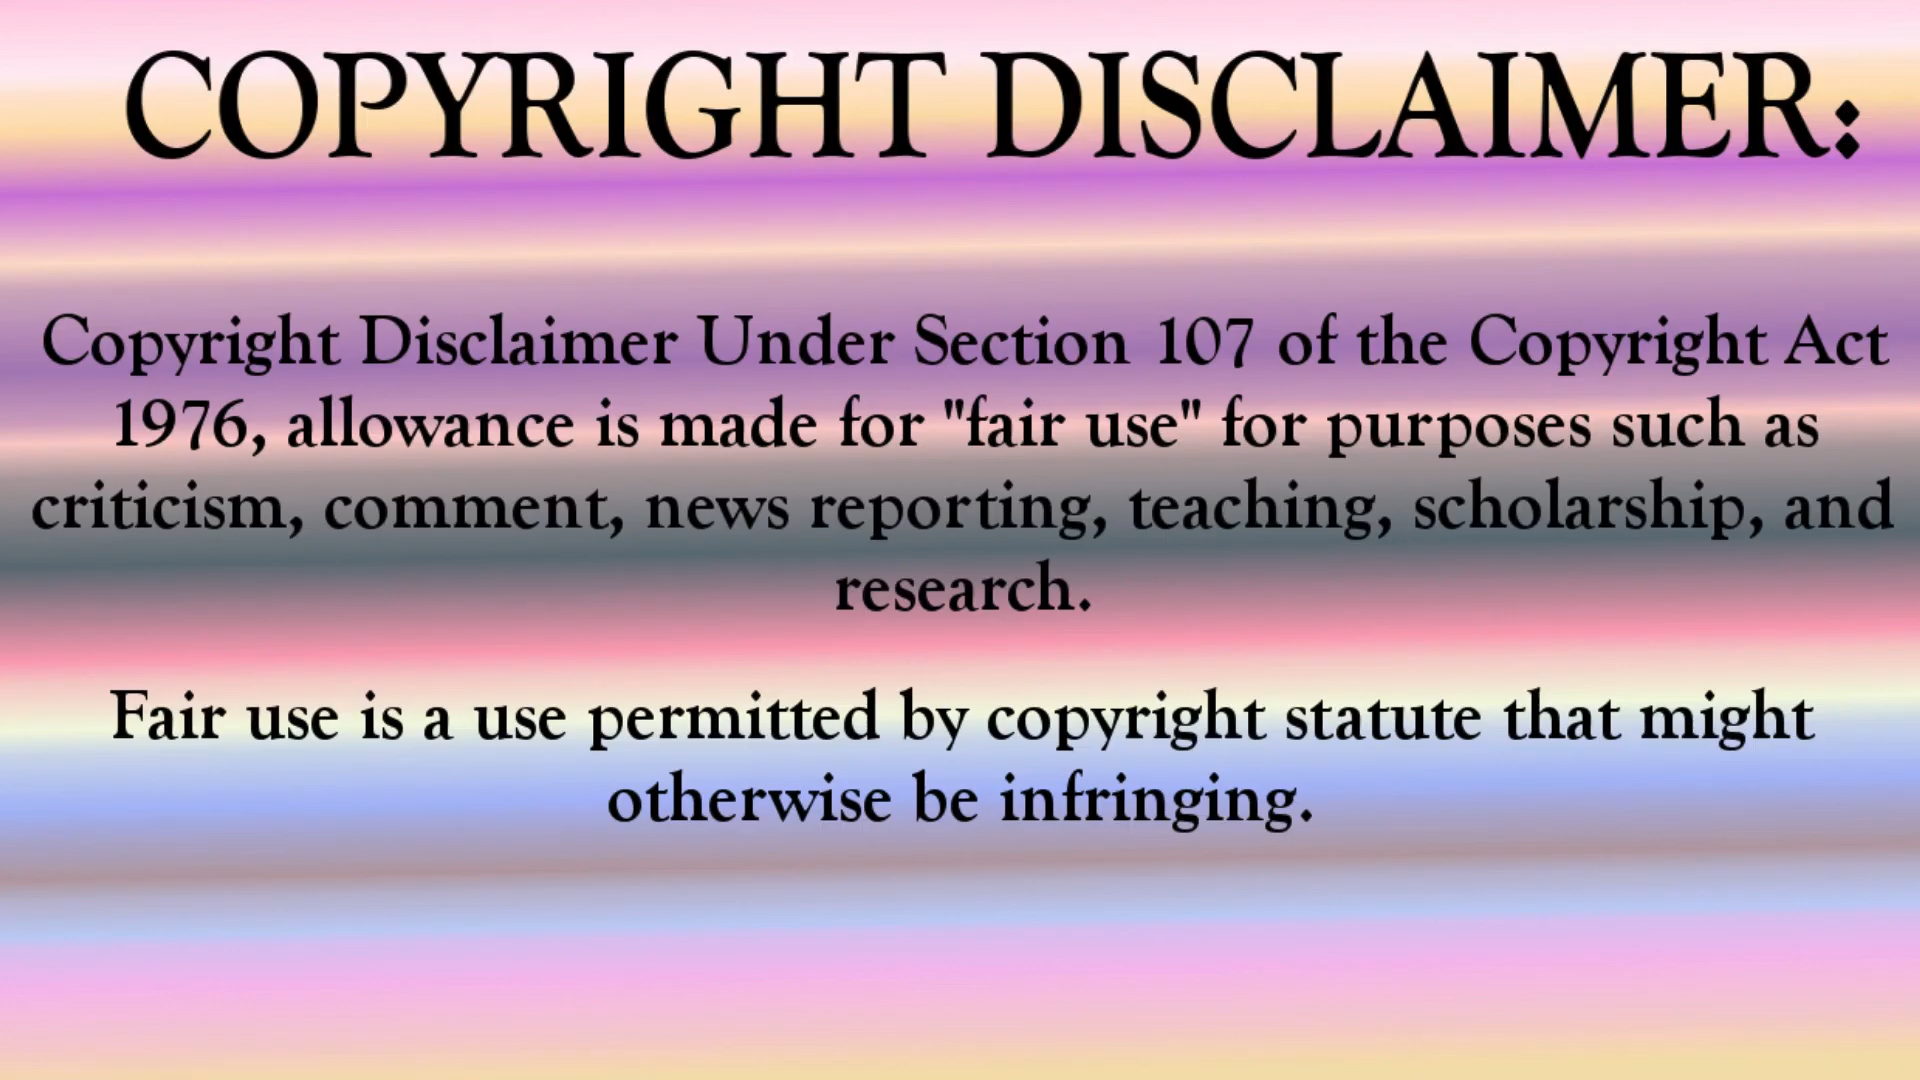 COPYRIGHT DISCLAIMER:
Copyright Disclaimer Under Section 107 of the Copyright Act
1976, allowance is made for "fair use" for purposes such as
criticism, comment, news reporting, teaching, scholarship, and
research.
Fair use is a use permitted by copyright statute that might
otherwise be infringing.